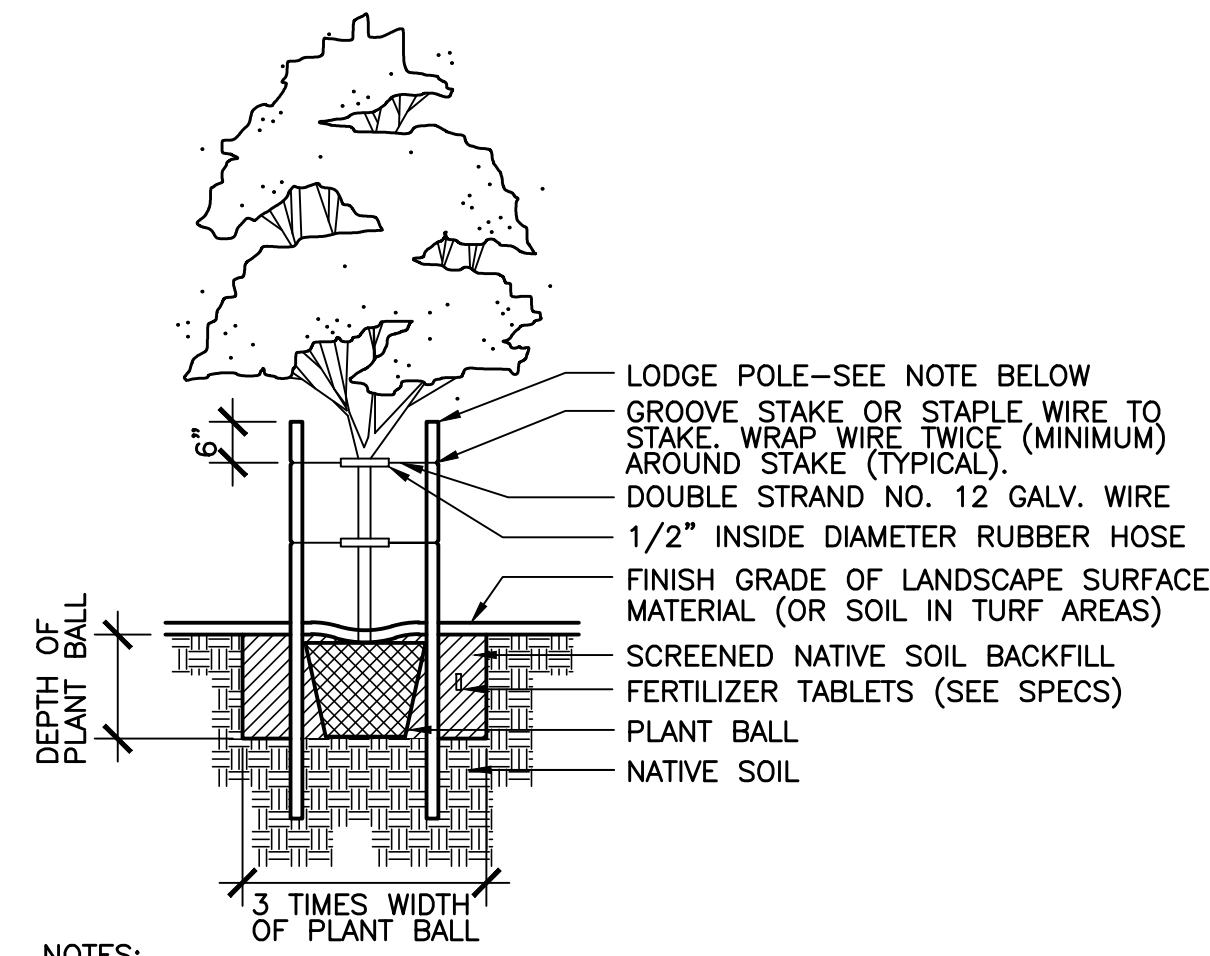 LODGE POLE-SEE NOTE BELOW
GROOVE STAKE OR STAPLE WIRE TO
STAKE. WRAP WIRE TWICE (MINIMUM)
AROUND STAKE (TYPICAL).
6"
DOUBLE STRAND NO. 12 GALV. WIRE
1/2" INSIDE DIAMETER RUBBER HOSE
FINISH GRADE OF LANDSCAPE SURFACE
MATERIAL (OR SOIL IN TURF AREAS)
SCREENED NATIVE SOIL BACKFILL
FERTILIZER TABLETS (SEE SPECS)
DEPTH OF
PLANT BALL
PLANT BALL
NATIVE SOIL
3 TIMES WIDTH
OF PLANT BALL
NOTES: